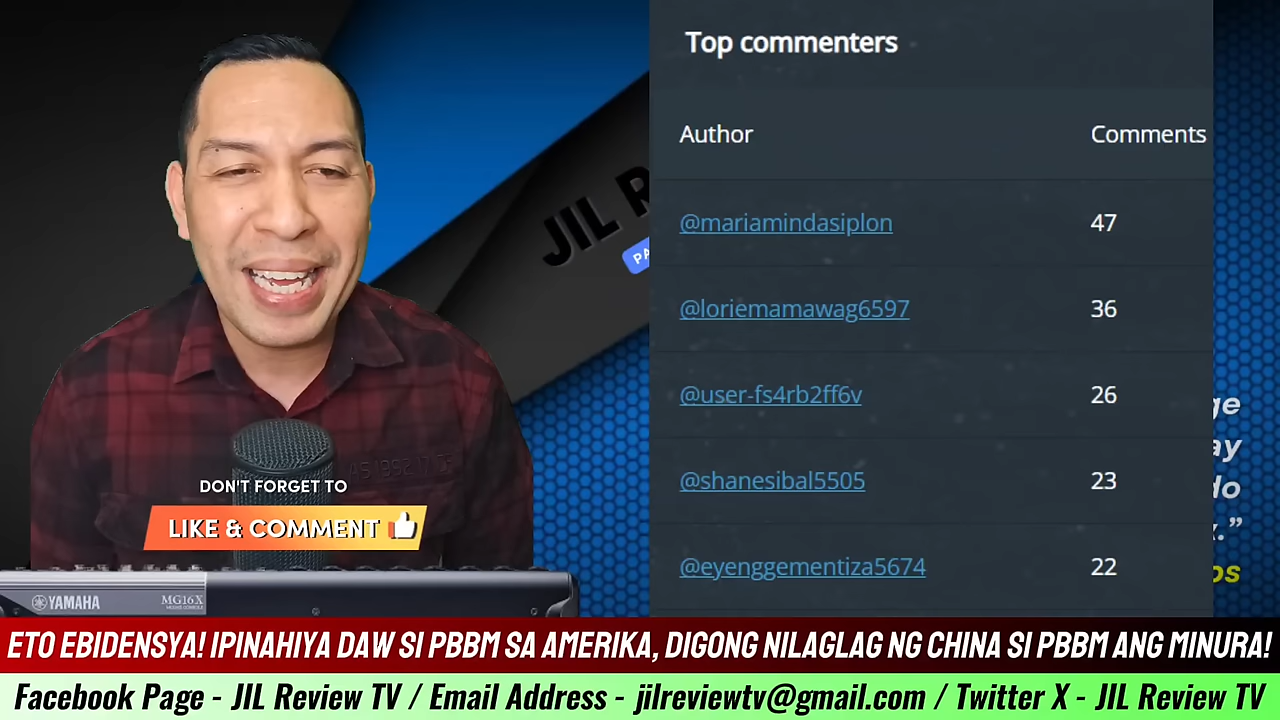 Top commenters
Author Comments
@mariamindasiplon 47
@loriemamawag6597 36
@user-fs4rb2ff6v 26
@shanesibal5505 23
@eyenggementiza5674 22
JIL R
PA
DON'T FORGET TO
LIKE & COMMENT
YAMAHA MG16X
ETO EBIDENSYA! IPINAHIYA DAW SI PBBM SA AMERIKA, DIGONG NILAGLAG NG CHINA SI PBBM ANG MINURA!
Facebook Page - JIL Review TV / Email Address - jilreviewtv@gmail.com / Twitter X - JIL Review TV